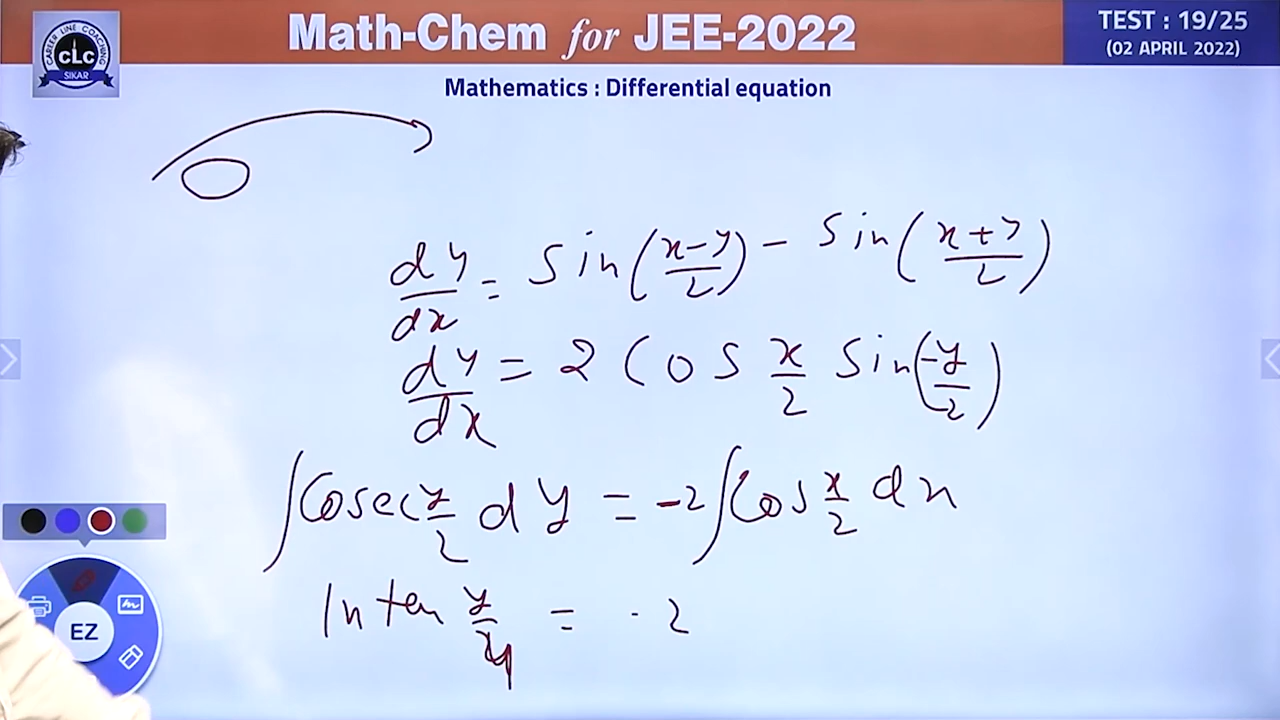 Math-Chem for JEE-2022
TEST : 19/25
(02 APRIL 2022)
CAREER LINE COACHING
CLC
SIKAR
Mathematics : Differential equation
dy/dx = Sin((x-y)/2) - Sin((x+y)/2)
dy/dx = 2 Cos x/2 Sin(-y/2)
∫Cosec y/2 dy = -2∫Cos x/2 dx
ln tan y/4 = -2
EZ